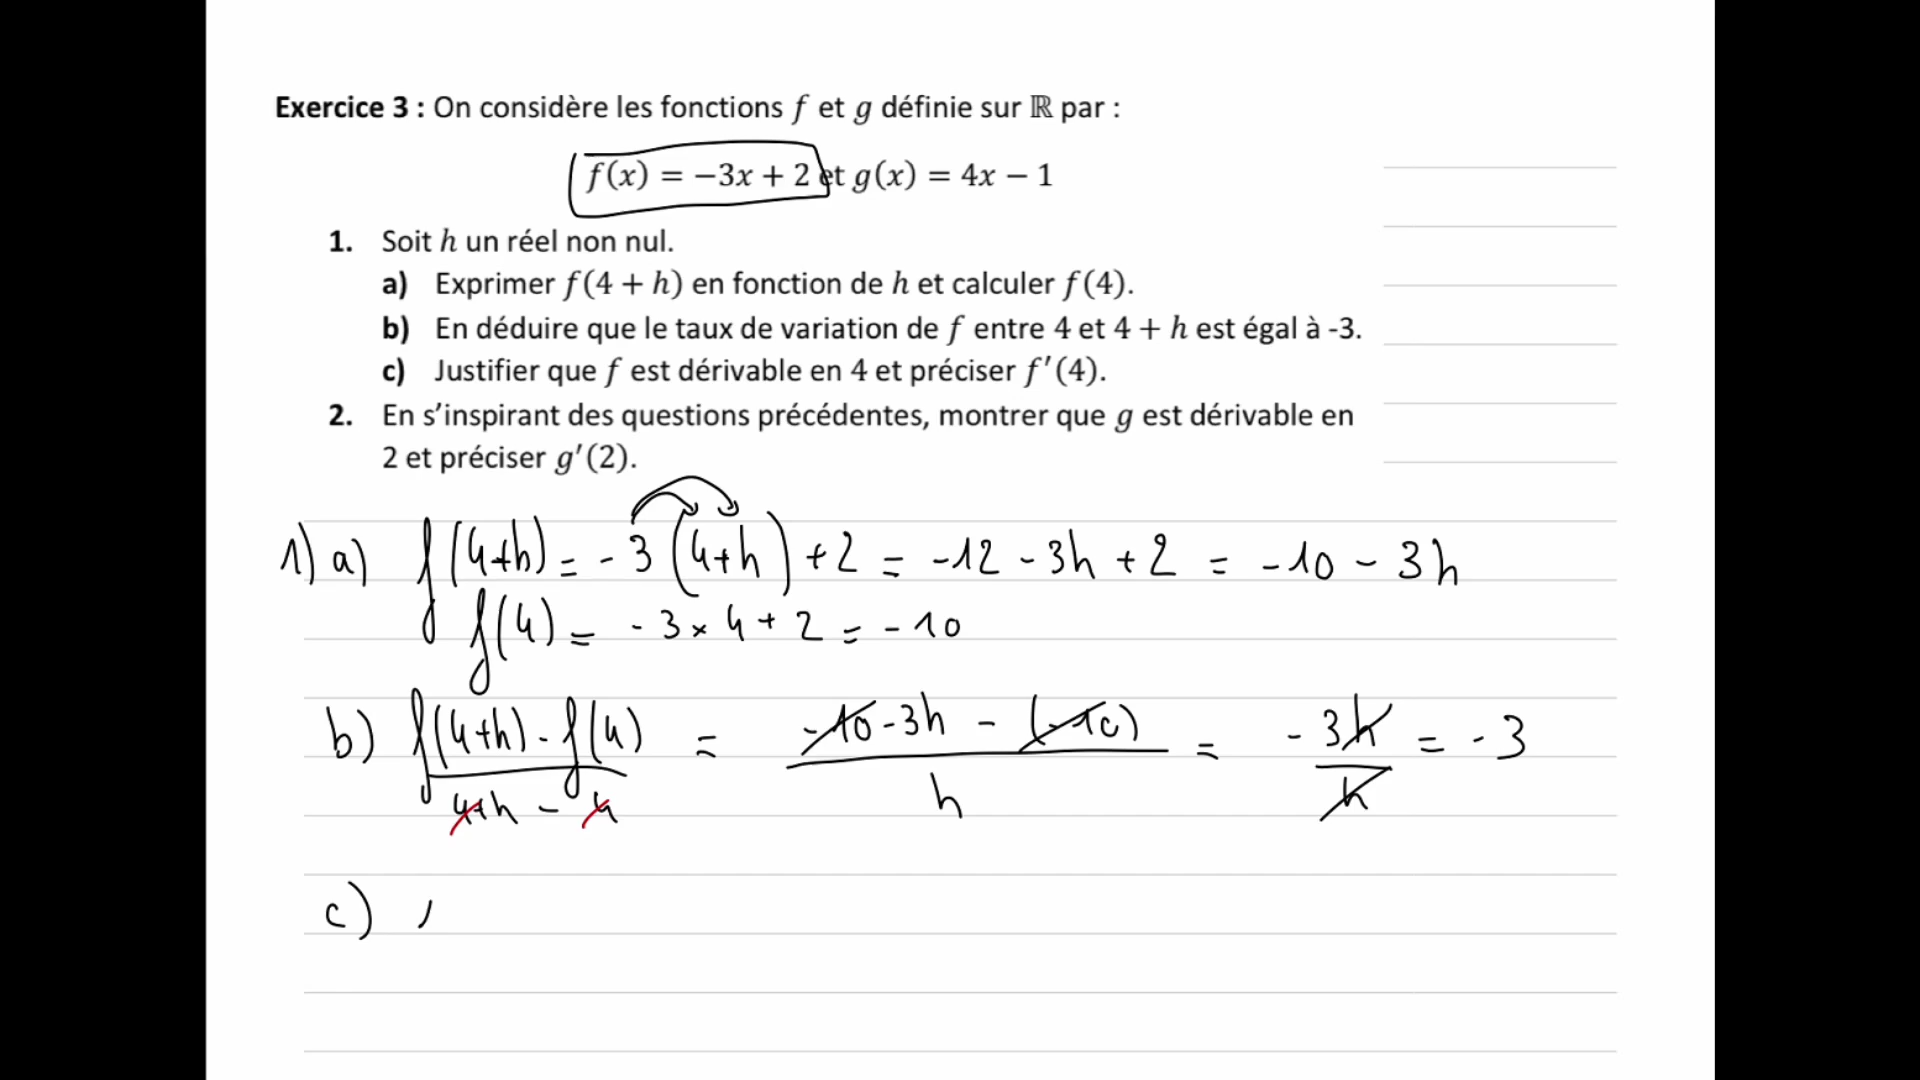 Exercice 3 : On considère les fonctions f et g définie sur ℝ par :
f(x) = −3x + 2 et g(x) = 4x − 1
1. Soit h un réel non nul.
a) Exprimer f(4 + h) en fonction de h et calculer f(4).
b) En déduire que le taux de variation de f entre 4 et 4 + h est égal à -3.
c) Justifier que f est dérivable en 4 et préciser f′(4).
2. En s’inspirant des questions précédentes, montrer que g est dérivable en
2 et préciser g′(2).
1) a) f(4+h) = -3(4+h)+2 = -12 - 3h + 2 = -10 - 3h
f(4) = -3 × 4 + 2 = -10
b) f(4+h) - f(4) / 4+h - 4 = -10 - 3h - (-10) / h = -3h / h = -3
c)